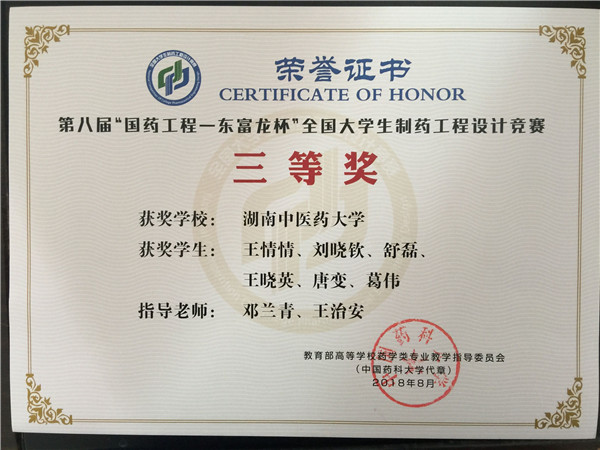 荣誉证书
CERTIFICATE OF HONOR
第八届“国药工程—东富龙杯”全国大学生制药工程设计竞赛
三等奖
获奖学校： 湖南中医药大学
获奖学生： 王情情、刘晓钦、舒磊、
王晓英、唐变、葛伟
指导老师： 邓兰青、王治安
教育部高等学校药学类专业教学指导委员会
（中国药科大学代章）
2018年8月